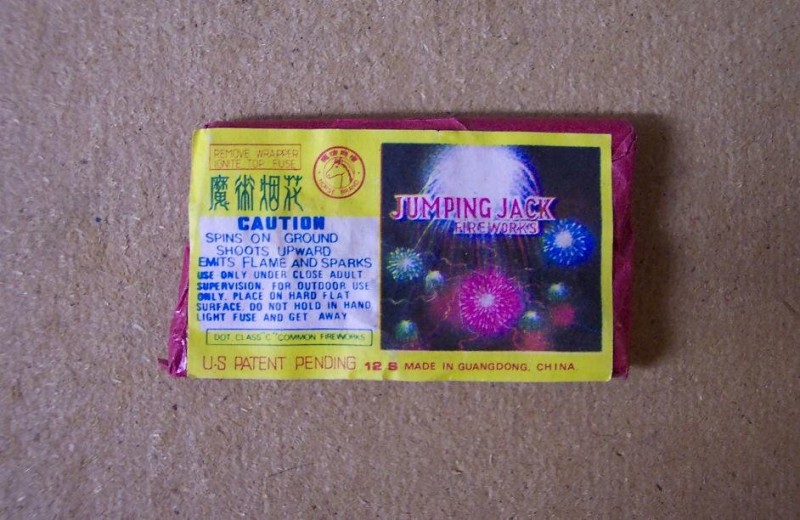 REMOVE WRAPPER
IGNITE TOP FUSE
魔術烟花
CAUTION
SPINS ON GROUND
SHOOTS UPWARD
EMITS FLAME AND SPARKS
USE ONLY UNDER CLOSE ADULT
SUPERVISION. FOR OUTDOOR USE
ONLY. PLACE ON HARD FLAT
SURFACE. DO NOT HOLD IN HAND
LIGHT FUSE AND GET AWAY
DOT CLASS C COMMON FIREWORKS
HORSE BRAND
JUMPING JACK
FIREWORKS
U·S PATENT PENDING 12 S MADE IN GUANGDONG, CHINA